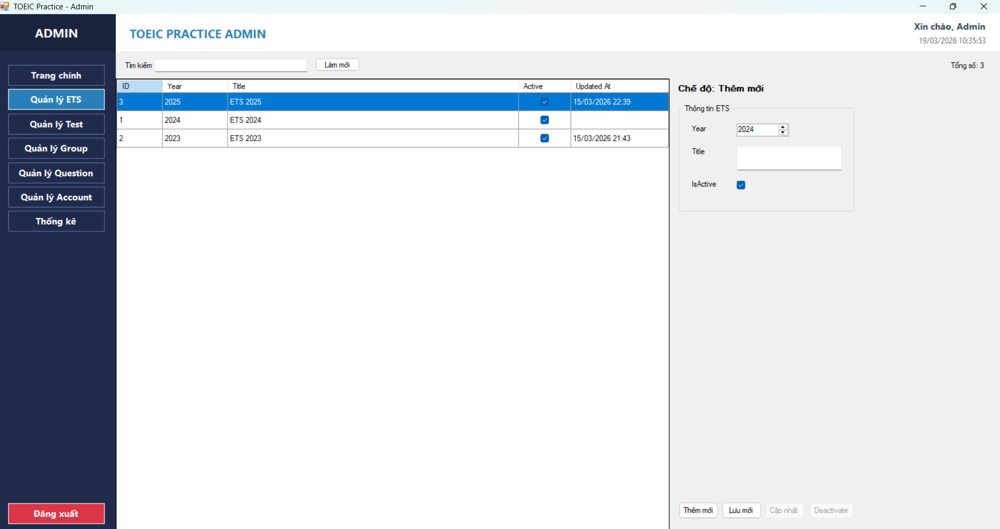 TOEIC Practice - Admin
ADMIN
TOEIC PRACTICE ADMIN
Xin chào, Admin
19/03/2026 10:35:53
Trang chính
Quản lý ETS
Quản lý Test
Quản lý Group
Quản lý Question
Quản lý Account
Thống kê
Đăng xuất
Tìm kiếm
Làm mới
Tổng số: 3
ID Year Title Active Updated At
3 2025 ETS 2025 15/03/2026 22:39
1 2024 ETS 2024
2 2023 ETS 2023 15/03/2026 21:43
Chế độ: Thêm mới
Thông tin ETS
Year 2024
Title
IsActive
Thêm mới Lưu mới Cập nhật Deactivate